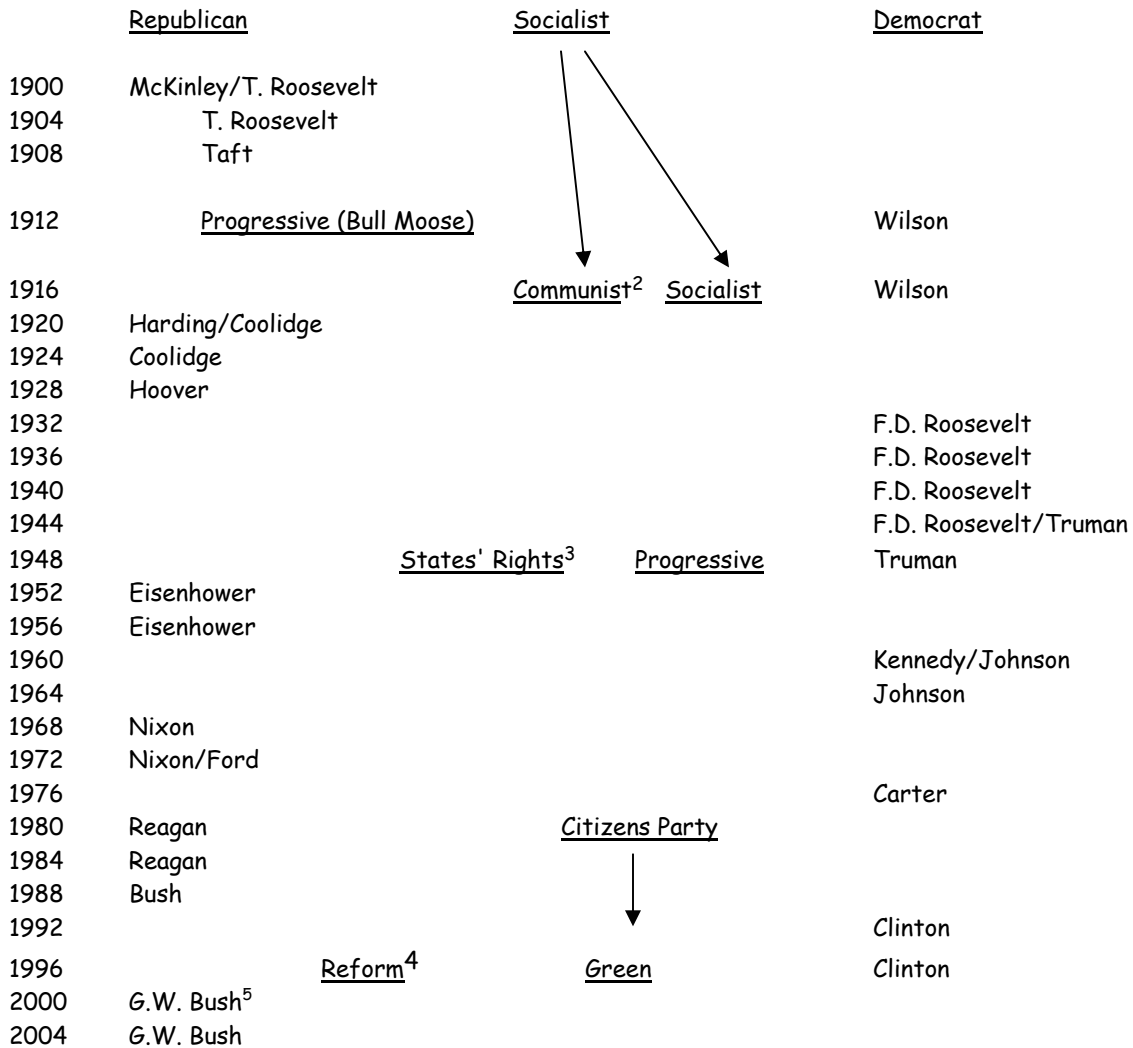 Republican Socialist Democrat
1900 McKinley/T. Roosevelt
1904 T. Roosevelt
1908 Taft
1912 Progressive (Bull Moose) Wilson
1916 Communist² Socialist Wilson
1920 Harding/Coolidge
1924 Coolidge
1928 Hoover
1932 F.D. Roosevelt
1936 F.D. Roosevelt
1940 F.D. Roosevelt
1944 F.D. Roosevelt/Truman
1948 States' Rights³ Progressive Truman
1952 Eisenhower
1956 Eisenhower
1960 Kennedy/Johnson
1964 Johnson
1968 Nixon
1972 Nixon/Ford
1976 Carter
1980 Reagan Citizens Party
1984 Reagan
1988 Bush
1992 Clinton
1996 Reform⁴ Green Clinton
2000 G.W. Bush⁵
2004 G.W. Bush